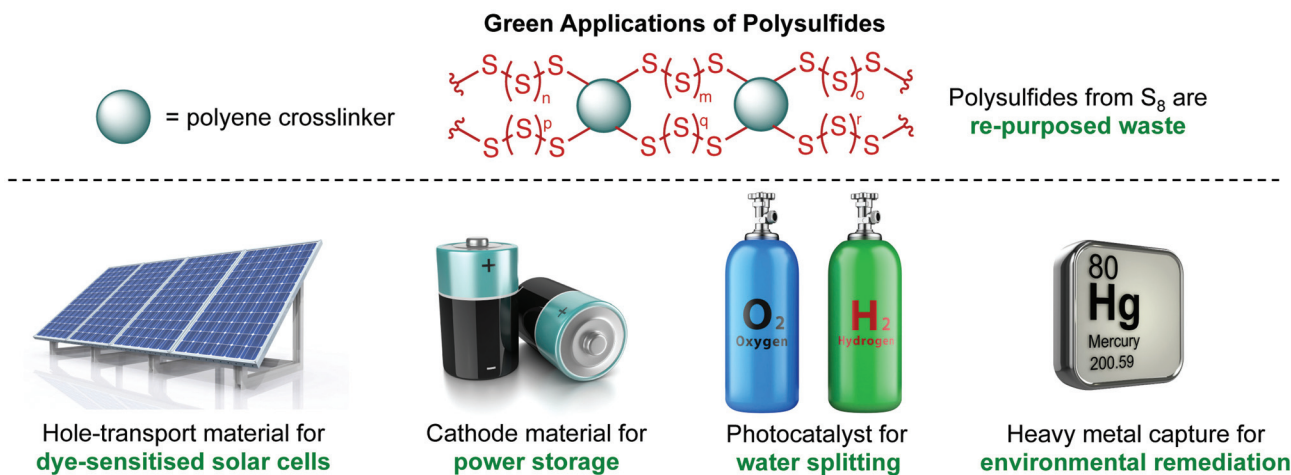 Green Applications of Polysulfides
S S S S S S
(S)n (S)m (S)o
= polyene crosslinker
(S)p (S)q (S)r
S S S S S S
Polysulfides from S8 are
re-purposed waste
+
+
O2
Oxygen
H2
Hydrogen
80
Hg
Mercury
200.59
Hole-transport material for
dye-sensitised solar cells
Cathode material for
power storage
Photocatalyst for
water splitting
Heavy metal capture for
environmental remediation